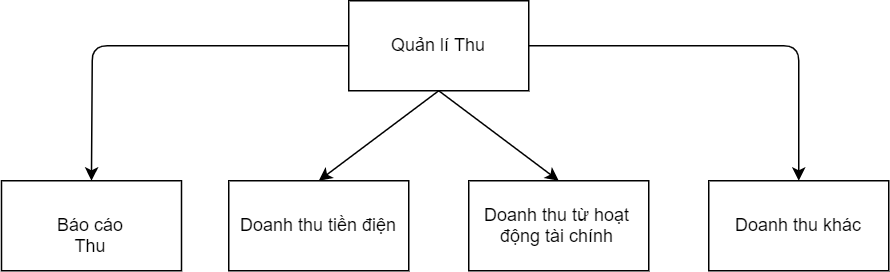 Quản lí Thu
Báo cáo
Thu
Doanh thu tiền điện
Doanh thu từ hoạt
động tài chính
Doanh thu khác